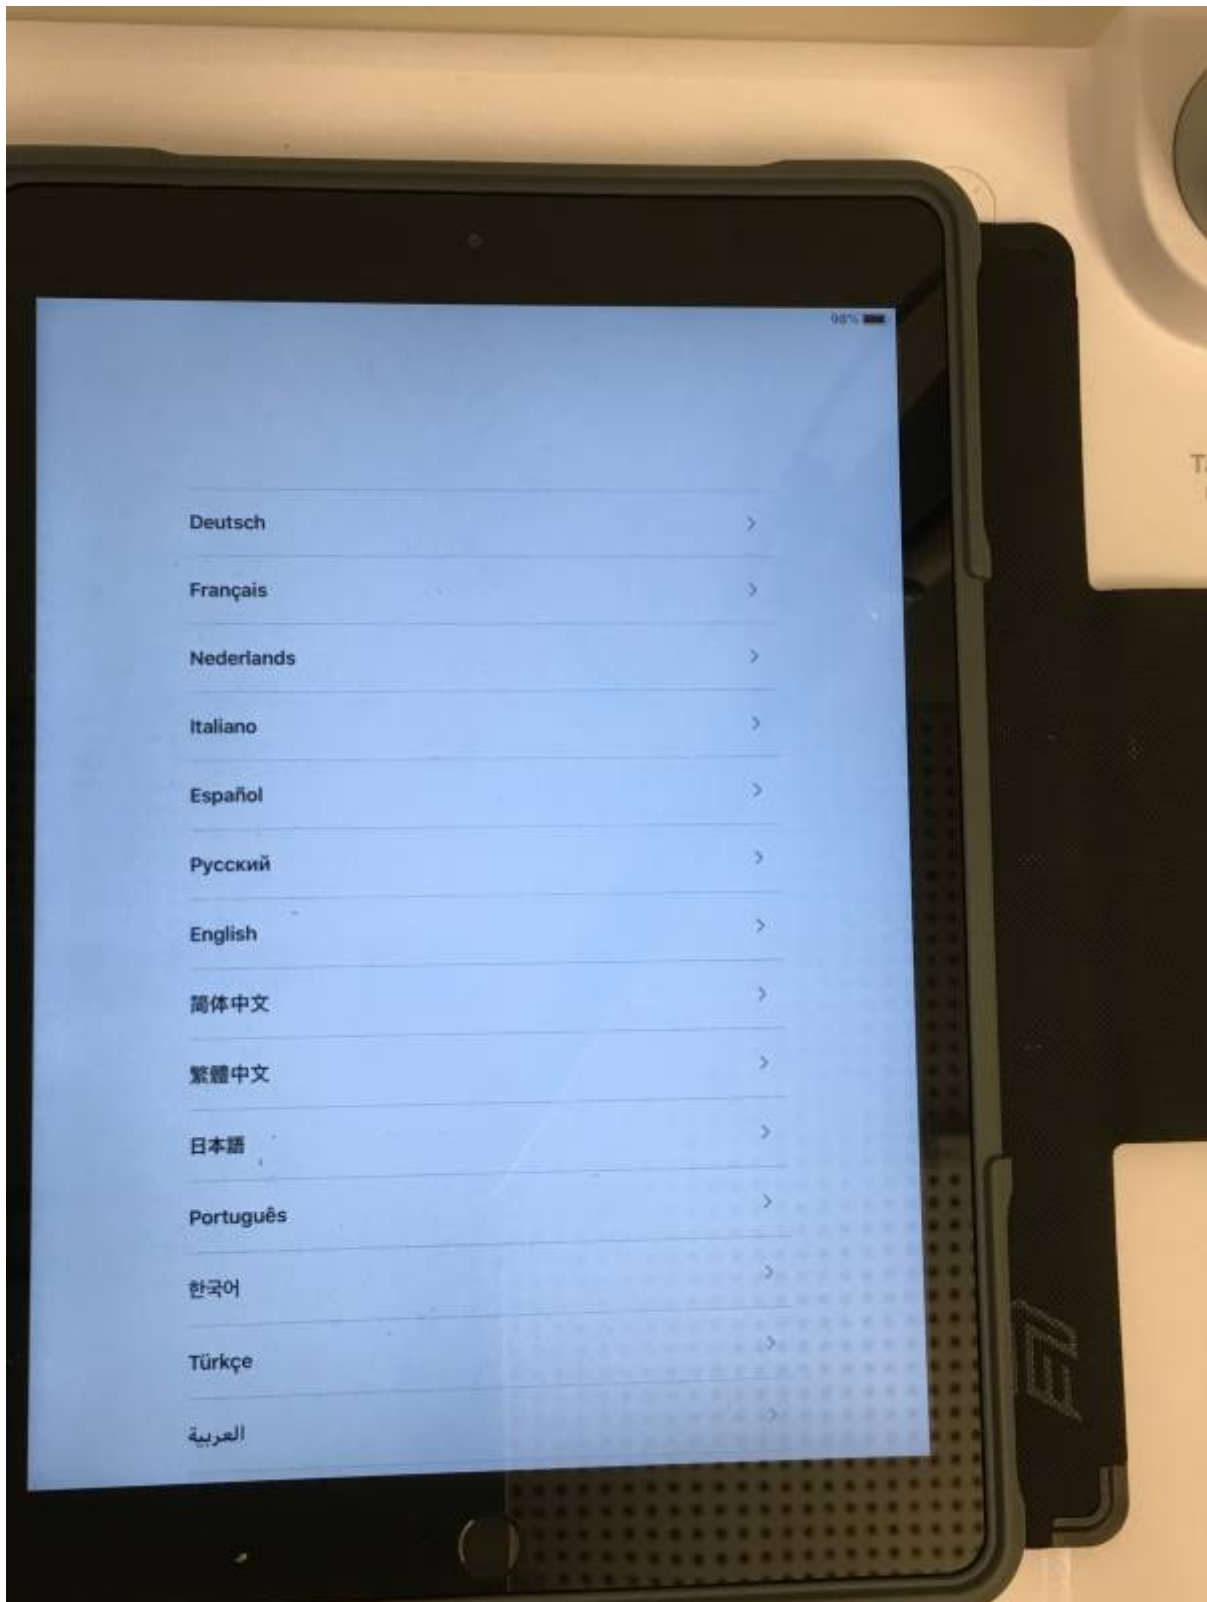 98%
Deutsch
Français
Nederlands
Italiano
Español
Русский
English
简体中文
繁體中文
日本語
Português
한국어
Türkçe
العربية